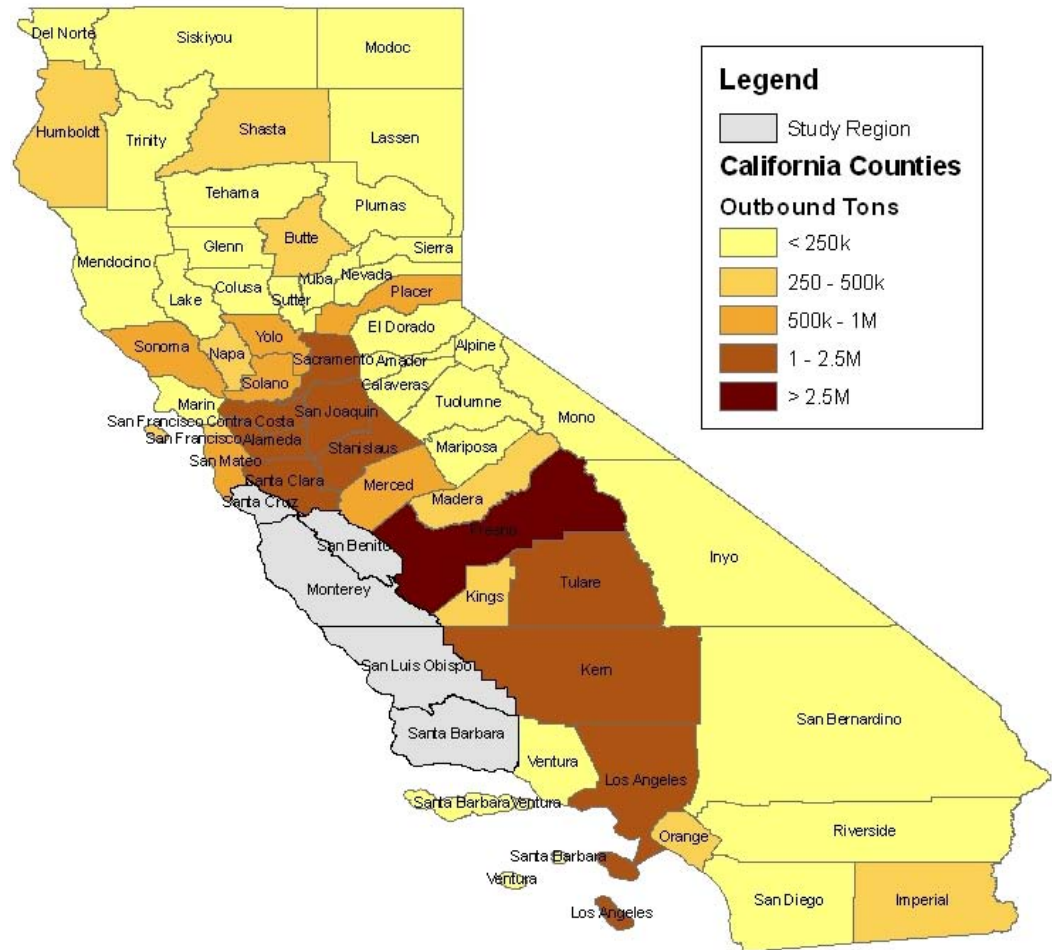 Del Norte
Siskiyou
Modoc
Humboldt
Trinity
Shasta
Lassen
Tehama
Plumas
Mendocino
Glenn
Butte
Sierra
Lake
Colusa
Yuba
Nevada
Sutter
Placer
Sonoma
Napa
Yolo
El Dorado
Sacramento
Alpine
Amador
Solano
Calaveras
Marin
San Francisco
Contra Costa
San Joaquin
Tuolumne
Mono
San Francisco
Alameda
Stanislaus
Mariposa
San Mateo
Santa Clara
Merced
Madera
Santa Cruz
Fresno
San Benito
Inyo
Monterey
Kings
Tulare
San Luis Obispo
Kern
San Bernardino
Santa Barbara
Ventura
Los Angeles
Santa Barbara
Ventura
Orange
Riverside
Santa Barbara
Ventura
San Diego
Imperial
Los Angeles
Legend
Study Region
California Counties
Outbound Tons
< 250k
250 - 500k
500k - 1M
1 - 2.5M
> 2.5M